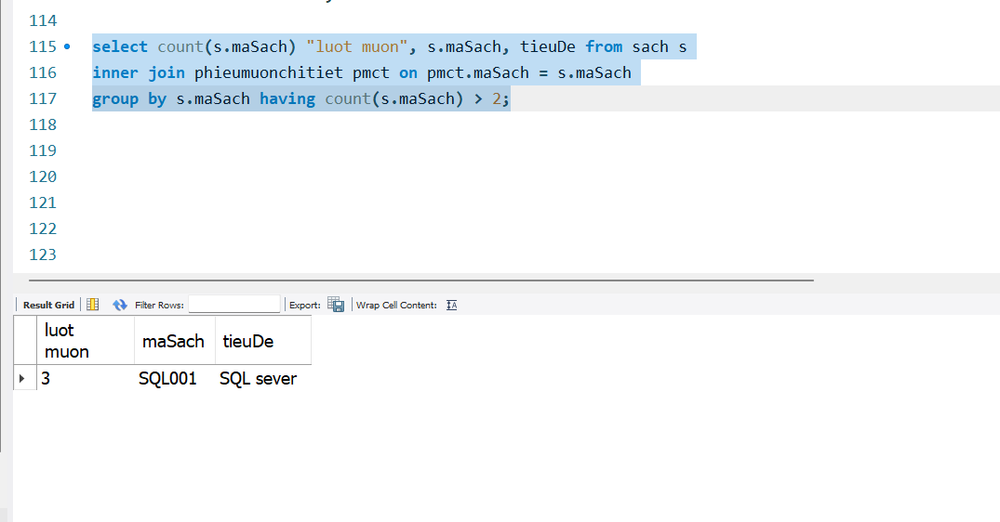 114
115 select count(s.maSach) "luot muon", s.maSach, tieuDe from sach s
116 inner join phieumuonchitiet pmct on pmct.maSach = s.maSach
117 group by s.maSach having count(s.maSach) > 2;
118
119
120
121
122
123
Result Grid Filter Rows: Export: Wrap Cell Content: IA
luot muon maSach tieuDe
3 SQL001 SQL sever